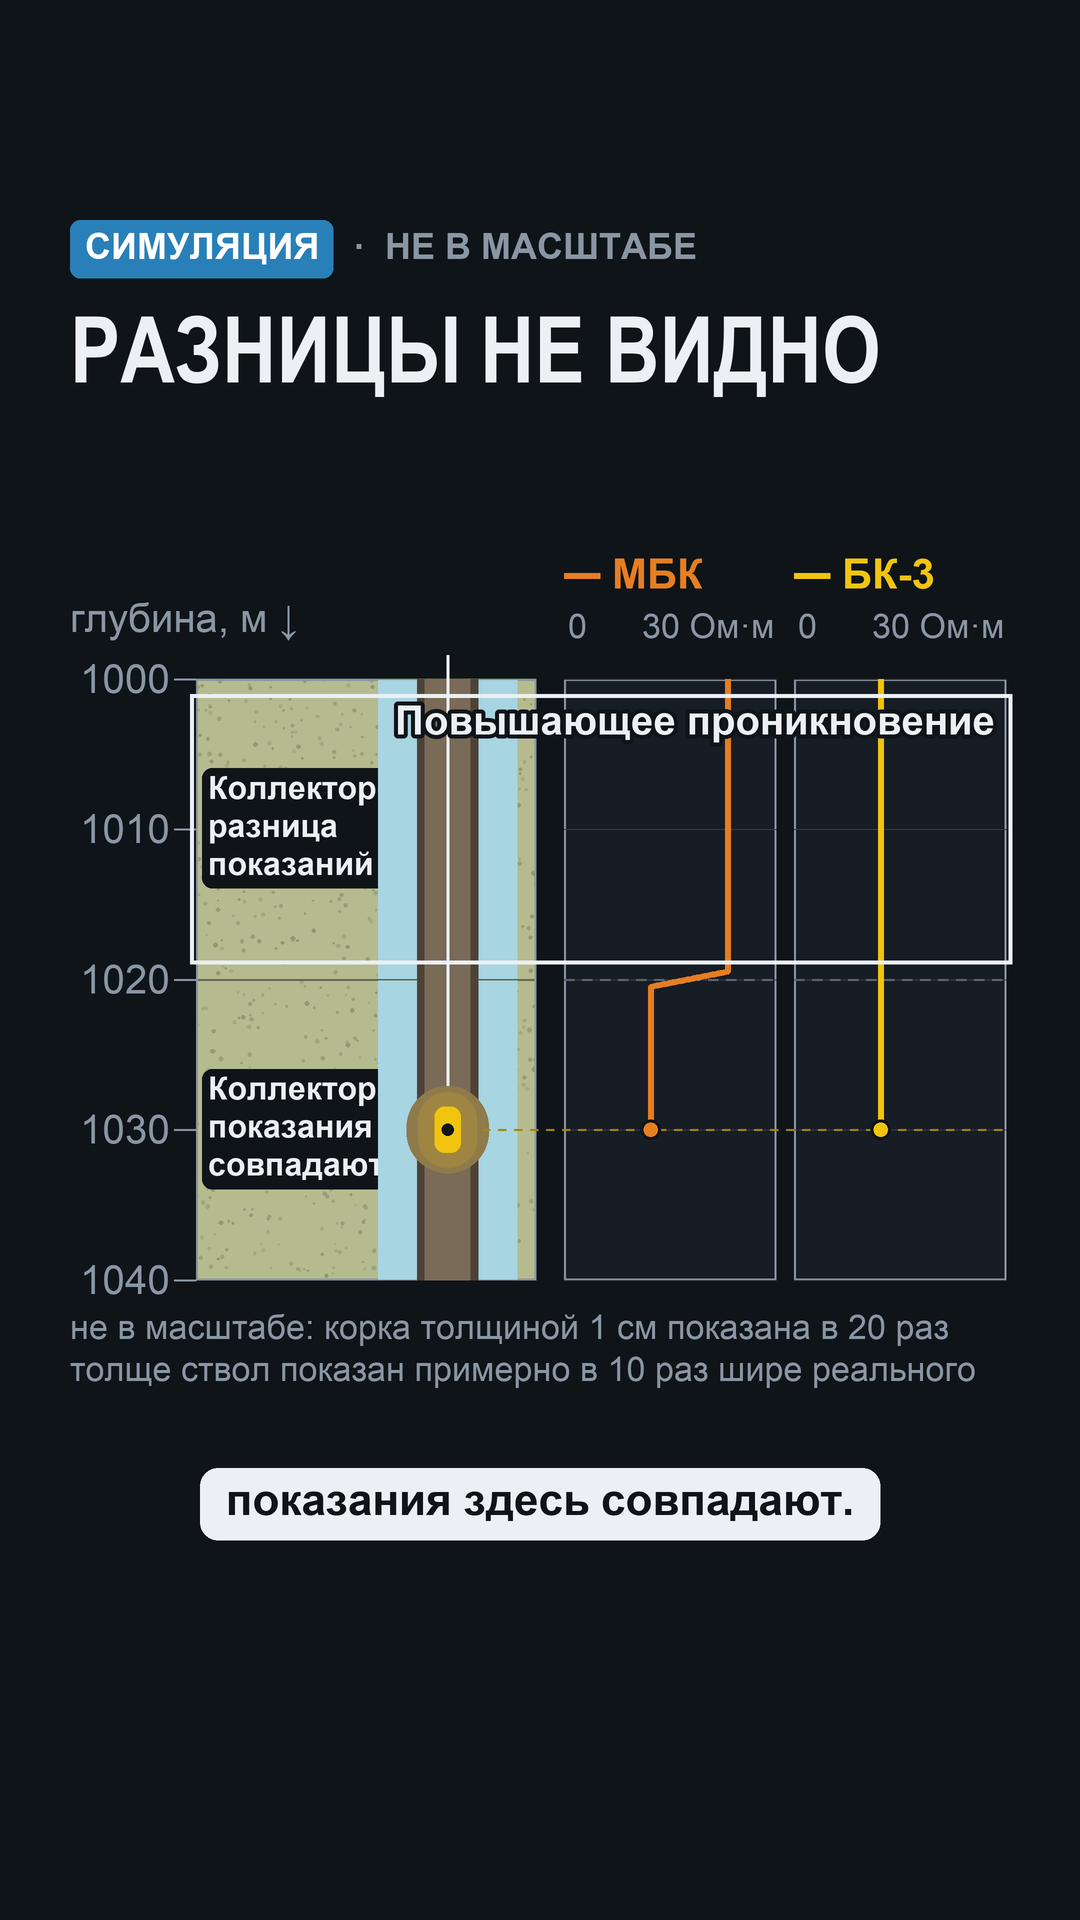 СИМУЛЯЦИЯ · НЕ В МАСШТАБЕ
РАЗНИЦЫ НЕ ВИДНО
МБК БК-3
глубина, м ↓
0 30 Ом·м 0 30 Ом·м
1000
Повышающее проникновение
Коллектор
разница
показаний
1010
1020
Коллектор
показания
совпадают
1030
1040
не в масштабе: корка толщиной 1 см показана в 20 раз
толще ствол показан примерно в 10 раз шире реального
показания здесь совпадают.